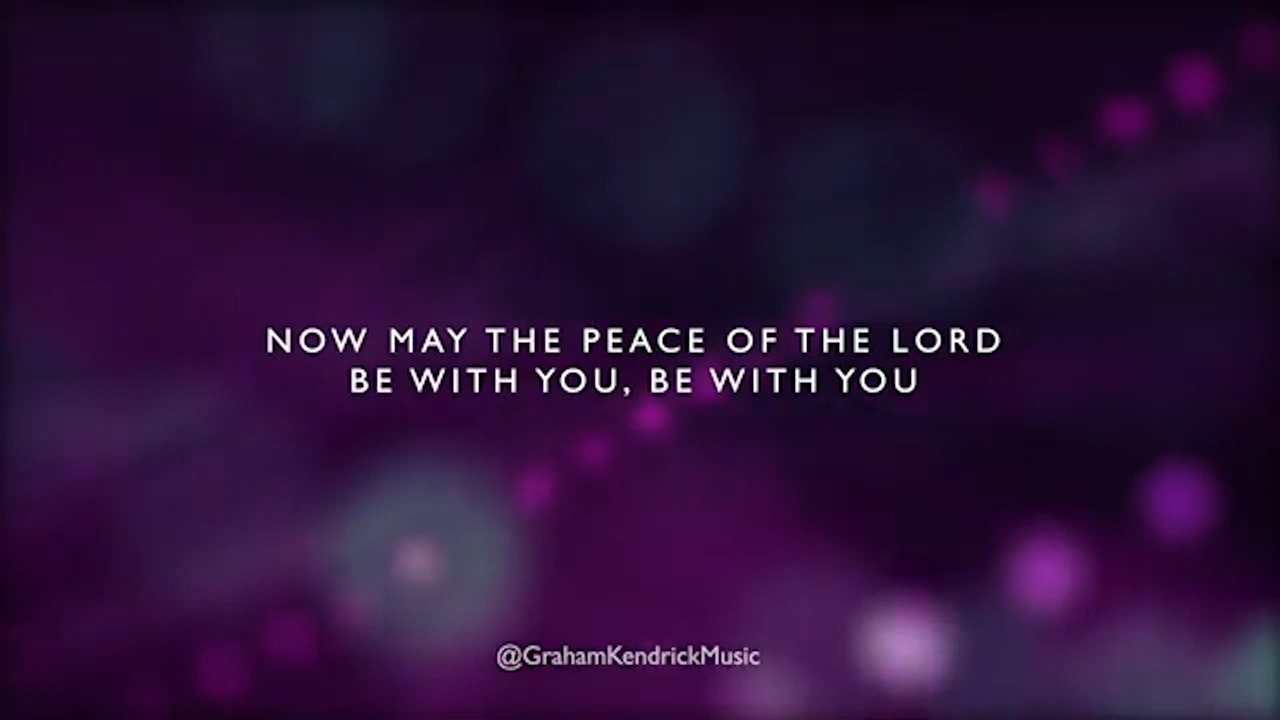 NOW MAY THE PEACE OF THE LORD
BE WITH YOU, BE WITH YOU
@GrahamKendrickMusic